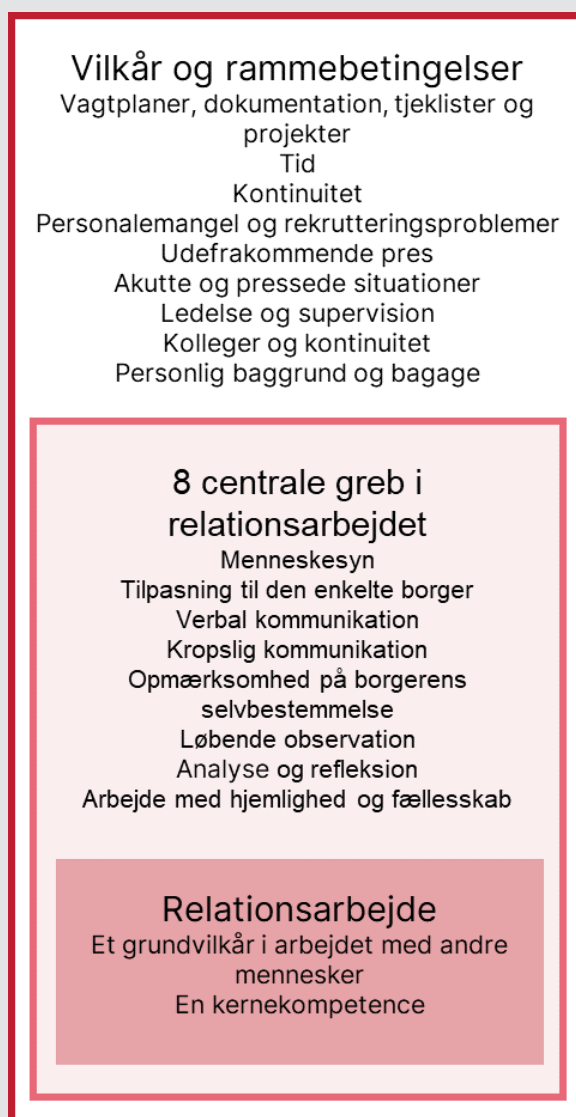 Vilkår og rammebetingelser
Vagtplaner, dokumentation, tjeklister og
projekter
Tid
Kontinuitet
Personalemangel og rekrutteringsproblemer
Udefrakommende pres
Akutte og pressede situationer
Ledelse og supervision
Kolleger og kontinuitet
Personlig baggrund og bagage
8 centrale greb i
relationsarbejdet
Menneskesyn
Tilpasning til den enkelte borger
Verbal kommunikation
Kropslig kommunikation
Opmærksomhed på borgerens
selvbestemmelse
Løbende observation
Analyse og refleksion
Arbejde med hjemlighed og fællesskab
Relationsarbejde
Et grundvilkår i arbejdet med andre
mennesker
En kernekompetence